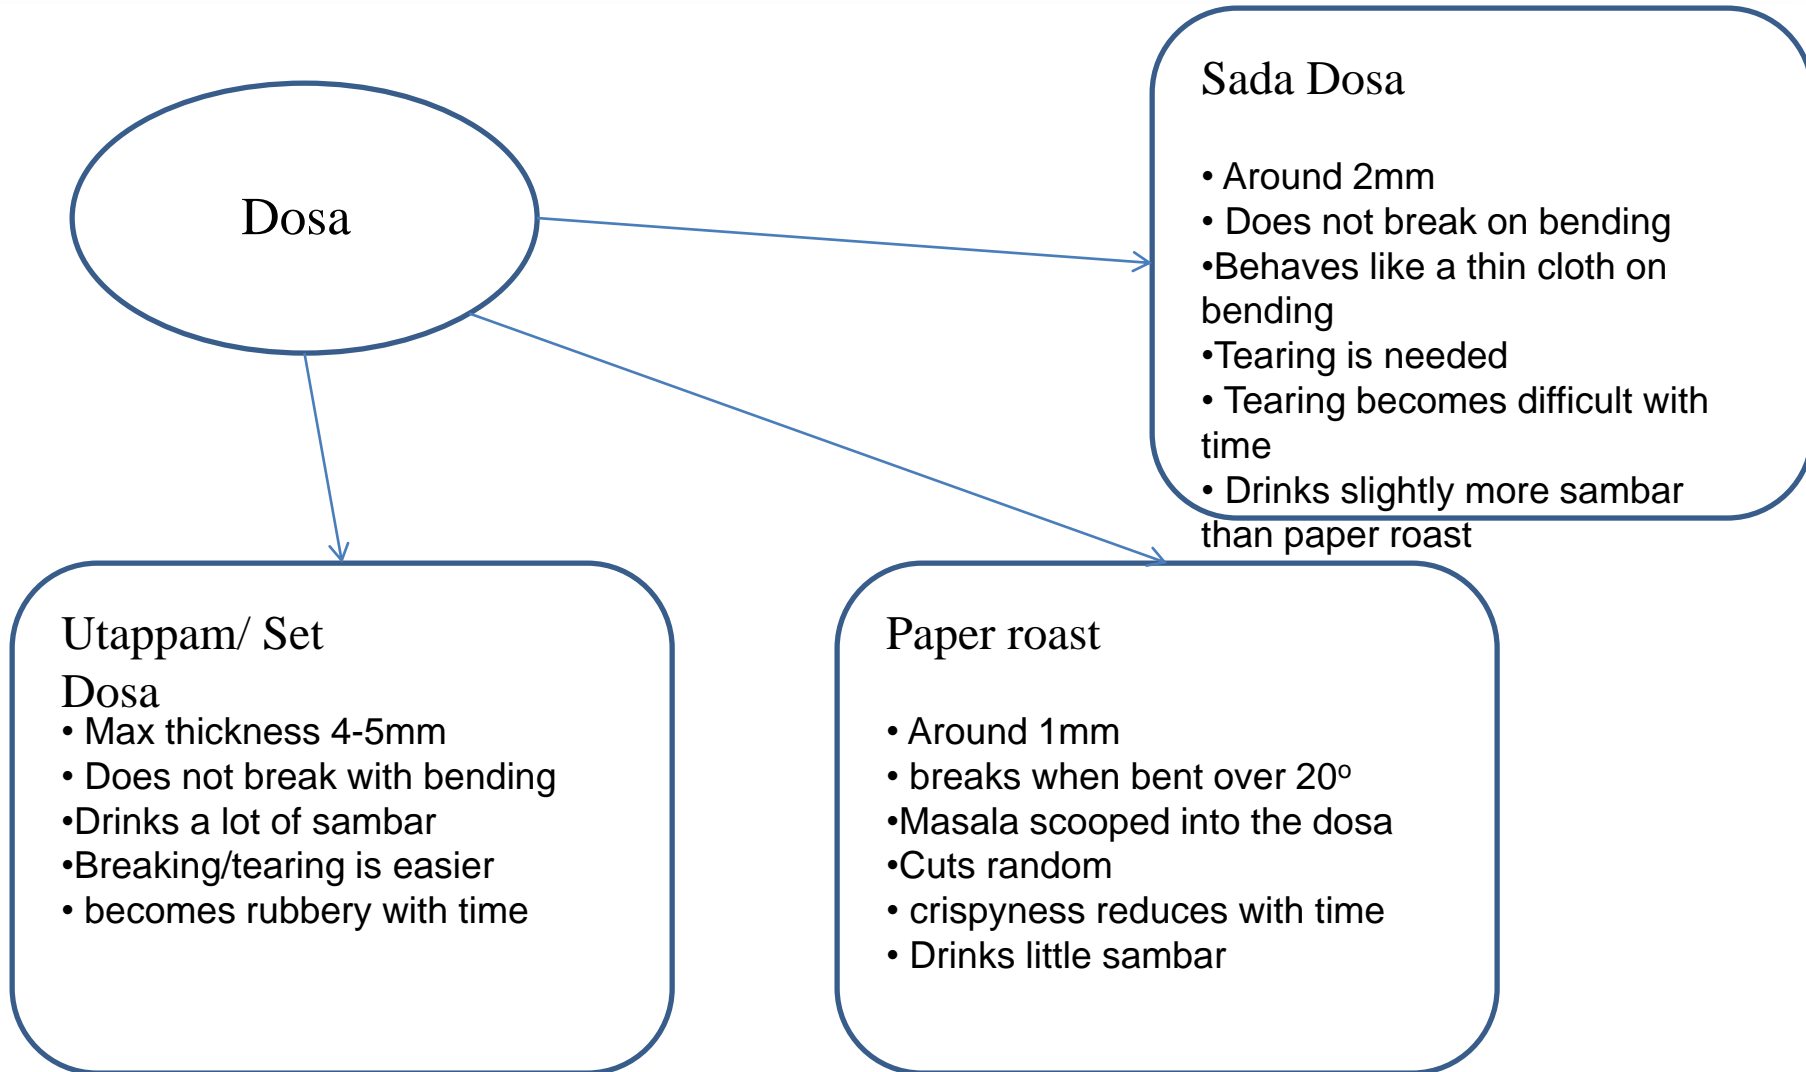 Dosa
Sada Dosa
• Around 2mm
• Does not break on bending
•Behaves like a thin cloth on
bending
•Tearing is needed
• Tearing becomes difficult with
time
• Drinks slightly more sambar
than paper roast
Utappam/ Set
Dosa
• Max thickness 4-5mm
• Does not break with bending
•Drinks a lot of sambar
•Breaking/tearing is easier
• becomes rubbery with time
Paper roast
• Around 1mm
• breaks when bent over 20º
•Masala scooped into the dosa
•Cuts random
• crispyness reduces with time
• Drinks little sambar